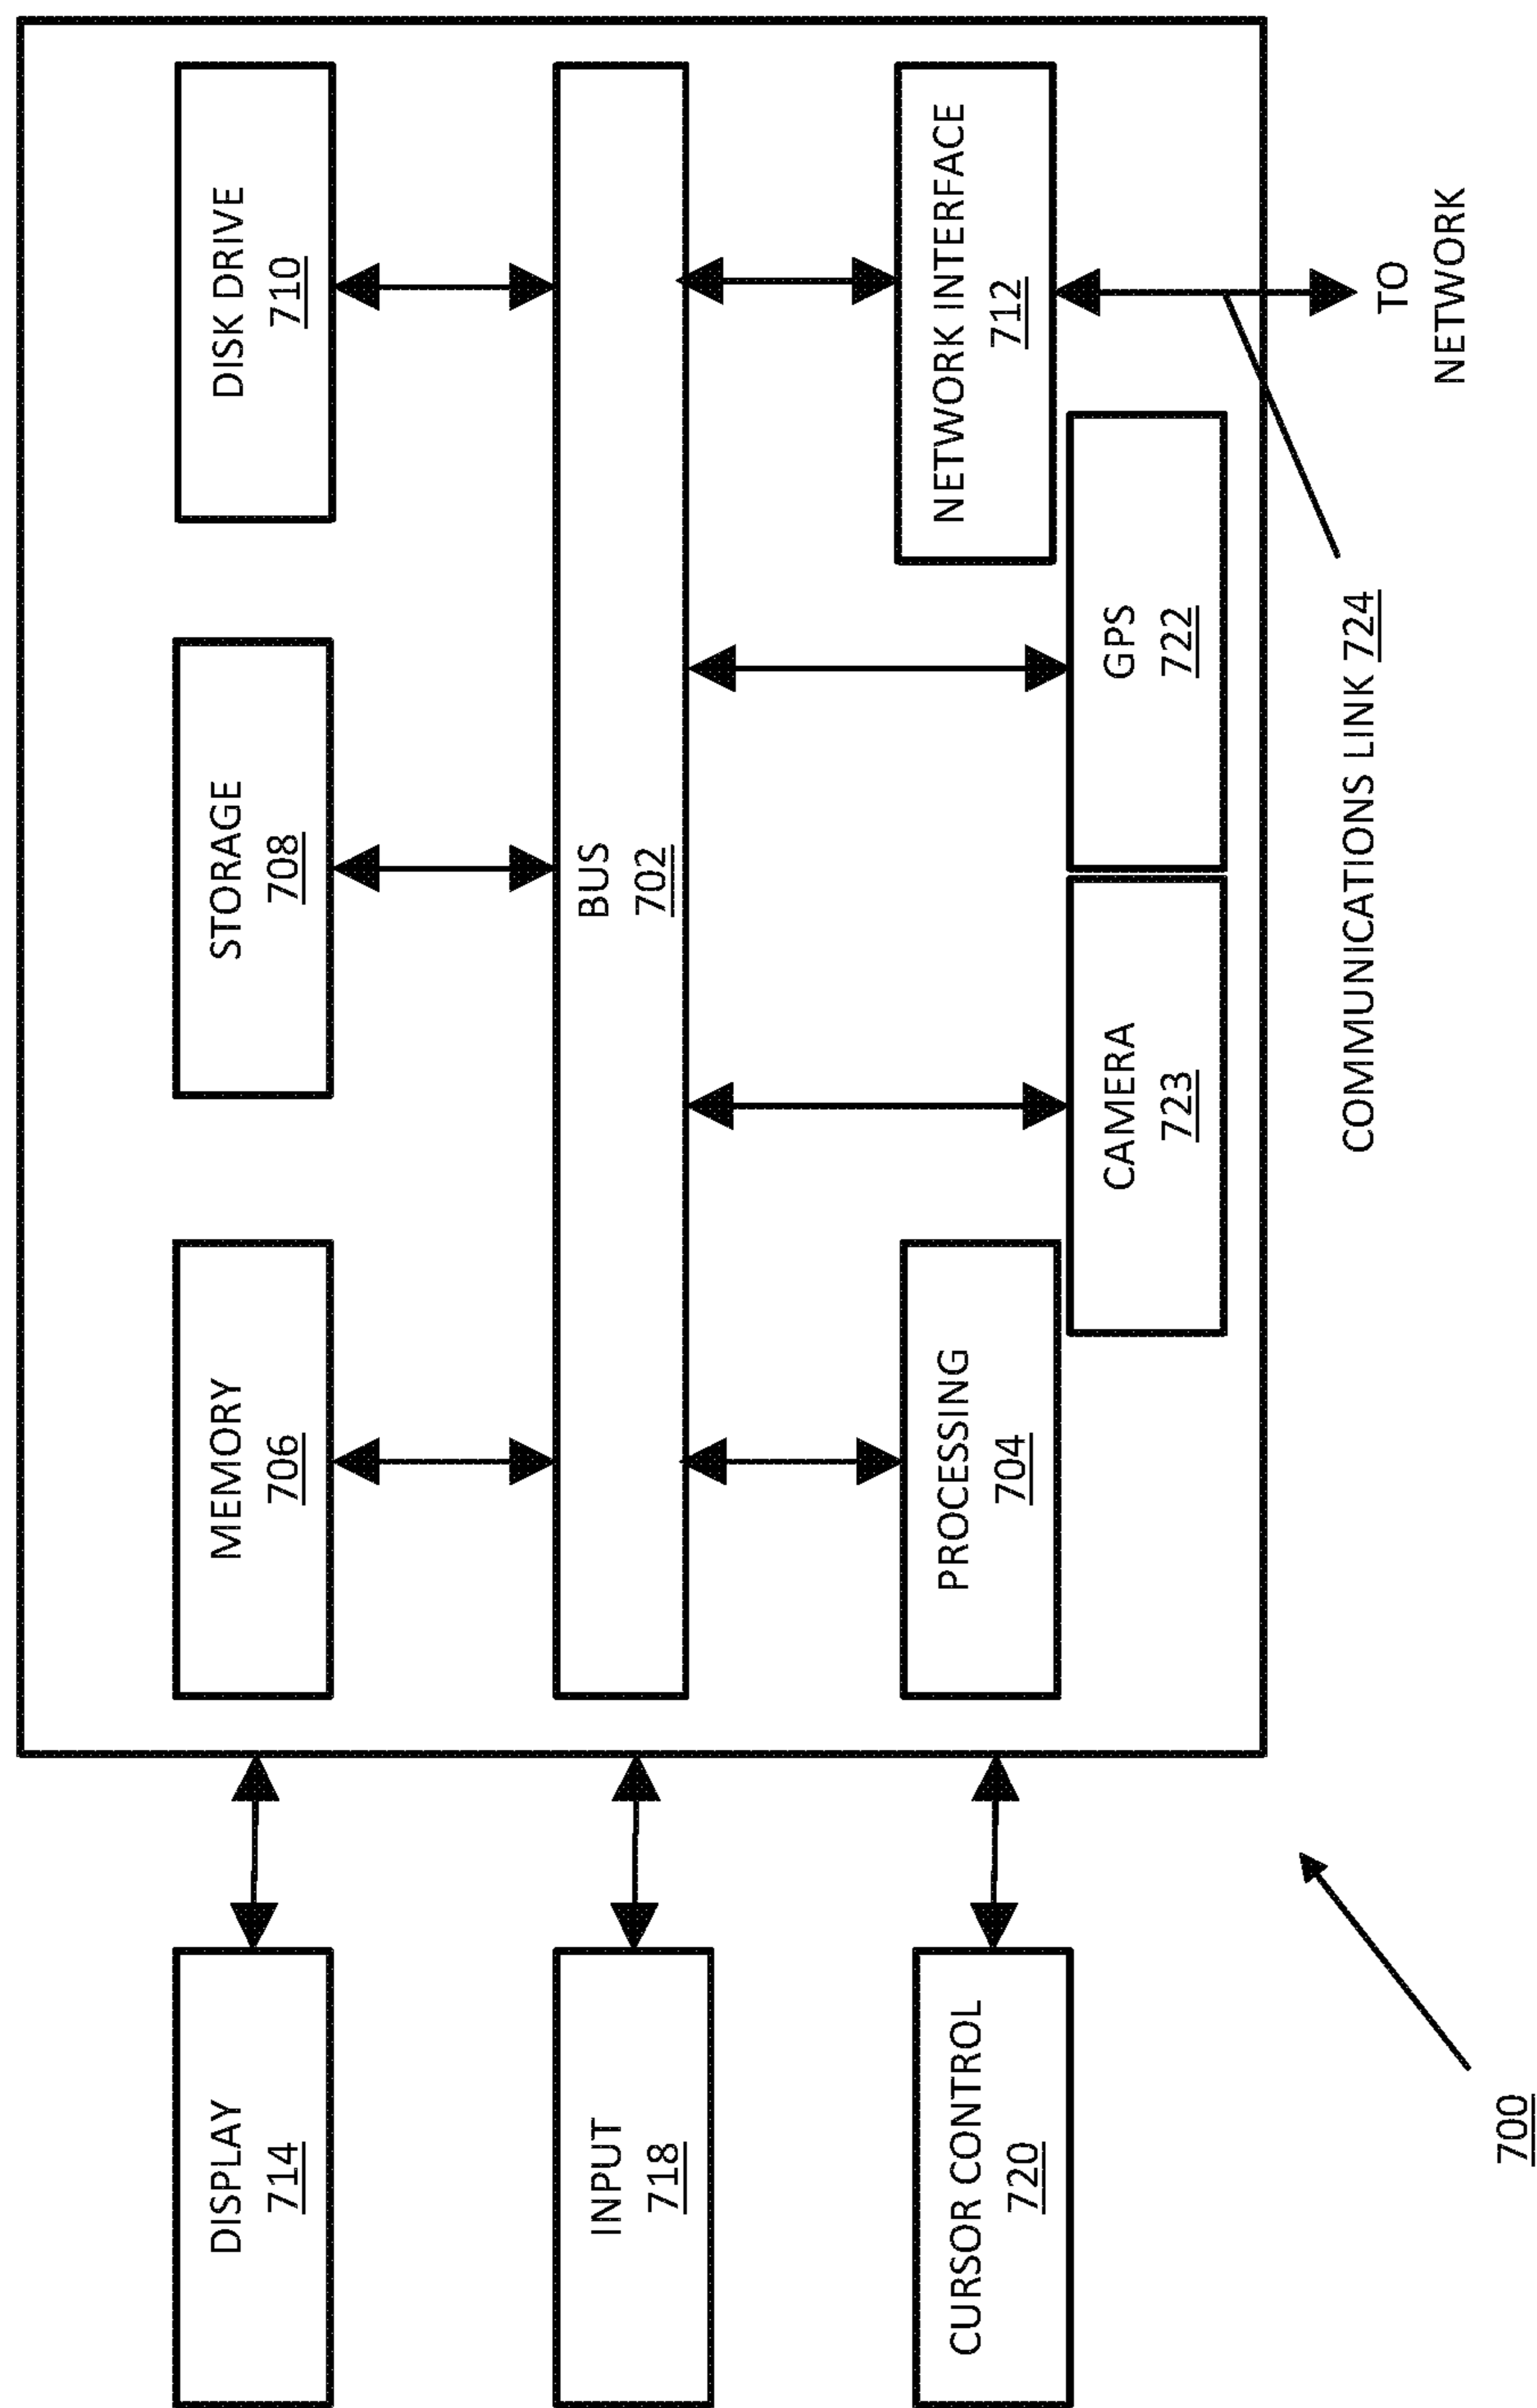 DISPLAY
714
INPUT
718
CURSOR CONTROL
720
MEMORY
706
STORAGE
708
DISK DRIVE
710
BUS
702
PROCESSING
704
NETWORK INTERFACE
712
CAMERA
723
GPS
722
COMMUNICATIONS LINK 724
TO
NETWORK
700